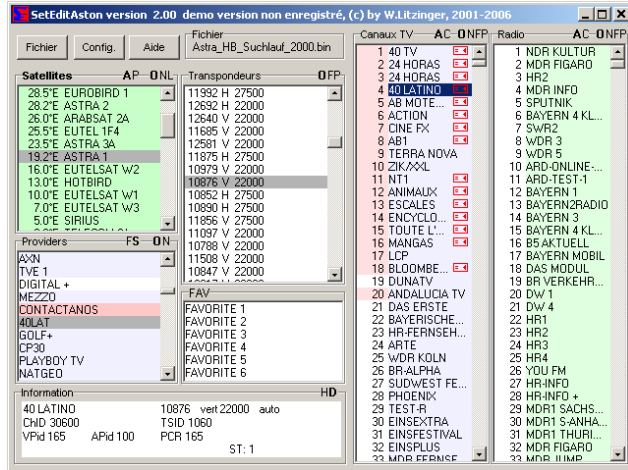 SetEditAston version 2.00 demo version non enregistré, (c) by W.Litzinger, 2001-2006
Fichier
Config.
Aide
Fichier
Astra_HB_Suchlauf_2000.bin
Satellites AP ONL
28.5°E EUROBIRD 1
28.2°E ASTRA 2
26.0°E ARABSAT 2A
25.5°E EUTEL 1F4
23.5°E ASTRA 3A
19.2°E ASTRA 1
16.0°E EUTELSAT W2
13.0°E HOTBIRD
10.0°E EUTELSAT W1
7.0°E EUTELSAT W3
5.0°E SIRIUS
Transpondeurs OFP
11992 H 27500
12692 H 22000
12640 V 22000
11685 V 22000
12581 V 22000
11875 H 27500
10979 V 22000
10876 V 22000
10852 H 27500
10890 H 27500
11856 V 27500
11097 V 22000
10788 V 22000
11508 V 22000
10847 V 22000
Providers FS ON
AXN
TVE 1
DIGITAL +
MEZZO
CONTACTANOS
40LAT
GOLF+
CP30
PLAYBOY TV
NATGEO
FAV
FAVORITE 1
FAVORITE 2
FAVORITE 3
FAVORITE 4
FAVORITE 5
FAVORITE 6
Information HD
40 LATINO 10876 vert 22000 auto
ChID 30600 TSID 1060
VPid 165 APid 100 PCR 165
ST: 1
Canaux TV AC ONFP
1 40 TV
2 24 HORAS
3 24 HORAS
4 40 LATINO
5 AB MOTE...
6 ACTION
7 CINE FX
8 AB1
9 TERRA NOVA
10 ZIK/XXL
11 NT1
12 ANIMAUX
13 ESCALES
14 ENCYCLO...
15 TOUTE L'...
16 MANGAS
17 LCP
18 BLOOMBE...
19 DUNATV
20 ANDALUCIA TV
21 DAS ERSTE
22 BAYERISCHE...
23 HR-FERNSEH...
24 ARTE
25 WDR KOLN
26 BR-ALPHA
27 SUDWEST FE...
28 PHOENIX
29 TEST-R
30 EINSEXTRA
31 EINSFESTIVAL
32 EINSPLUS
33 MDR FERNSE...
Radio AC ONFP
1 NDR KULTUR
2 MDR FIGARO
3 HR2
4 MDR INFO
5 SPUTNIK
6 BAYERN 4 KL...
7 SWR2
8 WDR 3
9 WDR 5
10 ARD-ONLINE-...
11 ARD-TEST-1
12 BAYERN 1
13 BAYERN2RADIO
14 BAYERN 3
15 BAYERN 4 KL...
16 B5 AKTUELL
17 BAYERN MOBIL
18 DAS MODUL
19 BR VERKEHR...
20 DW 1
21 DW 4
22 HR1
23 HR2
24 HR3
25 HR4
26 YOU FM
27 HR-INFO
28 HR-INFO +
29 MDR1 SACHS...
30 MDR1 S-ANHA...
31 MDR1 THURI...
32 MDR FIGARO
33 MDR JUMP